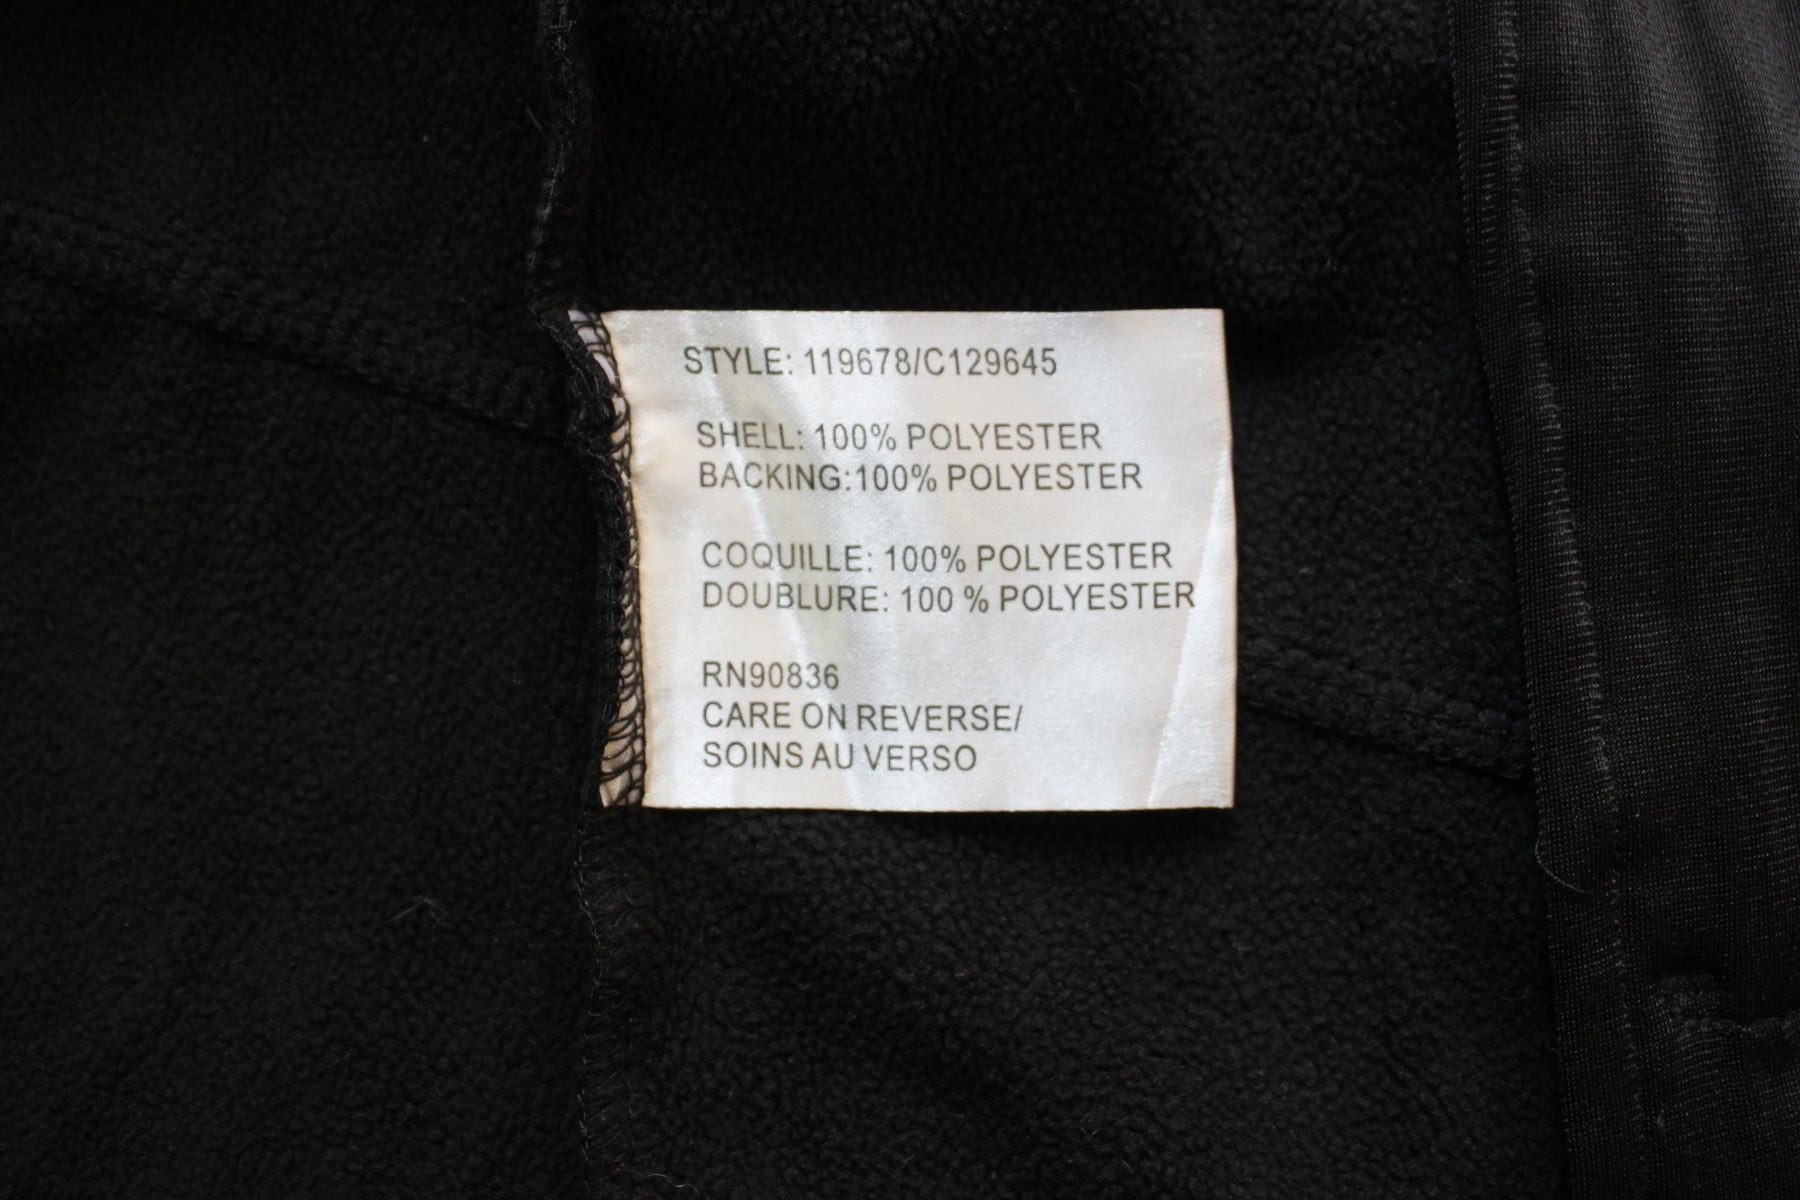 STYLE: 119678/C129645
SHELL: 100% POLYESTER
BACKING:100% POLYESTER
COQUILLE: 100% POLYESTER
DOUBLURE: 100 % POLYESTER
RN90836
CARE ON REVERSE/
SOINS AU VERSO